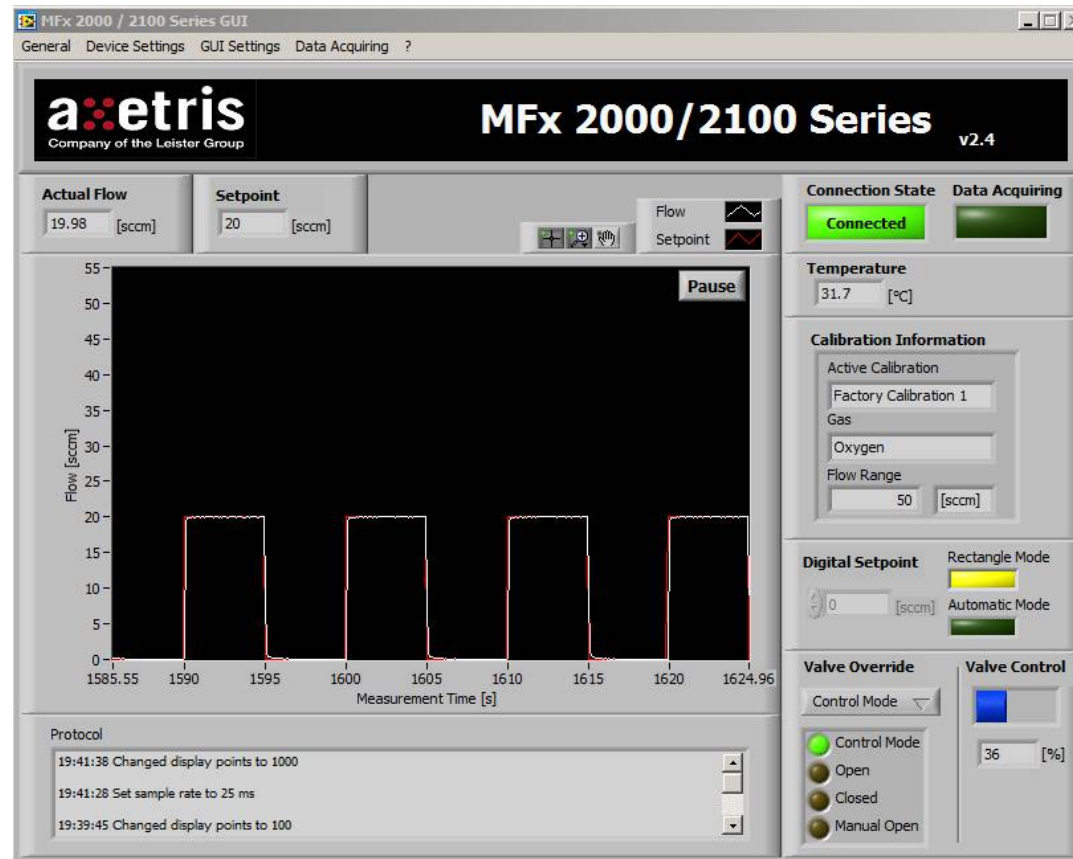 MFx 2000 / 2100 Series GUI
General Device Settings GUI Settings Data Acquiring ?
axetris
Company of the Leister Group
MFx 2000/2100 Series v2.4
Actual Flow
19.98 [sccm]
Setpoint
20 [sccm]
Flow
Setpoint
Connection State
Connected
Data Acquiring
Pause
55
50
45
40
35
30
25
20
15
10
5
0
Flow [sccm]
1585.55 1590 1595 1600 1605 1610 1615 1620 1624.96
Measurement Time [s]
Temperature
31.7 [°C]
Calibration Information
Active Calibration
Factory Calibration 1
Gas
Oxygen
Flow Range
50 [sccm]
Digital Setpoint
0 [sccm]
Rectangle Mode
Automatic Mode
Valve Override
Control Mode
Control Mode
Open
Closed
Manual Open
Valve Control
36 [%]
Protocol
19:41:38 Changed display points to 1000
19:41:28 Set sample rate to 25 ms
19:39:45 Changed display points to 100